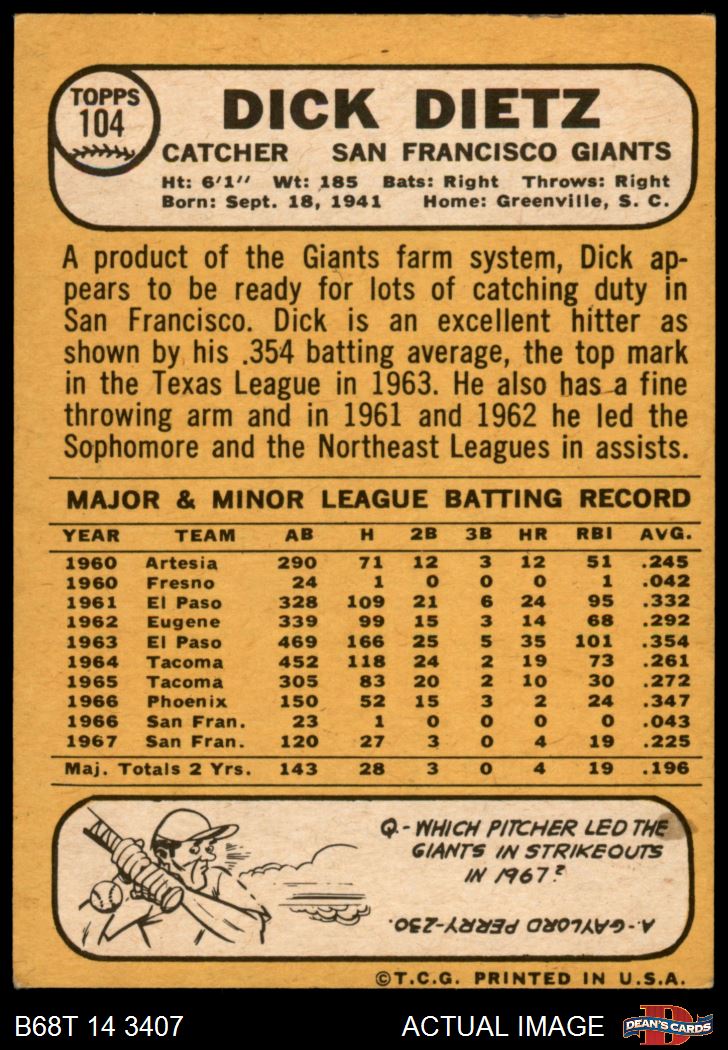 TOPPS
104
DICK DIETZ
CATCHER SAN FRANCISCO GIANTS
Ht: 6'1" Wt: 185 Bats: Right Throws: Right
Born: Sept. 18, 1941 Home: Greenville, S. C.
A product of the Giants farm system, Dick ap-
pears to be ready for lots of catching duty in
San Francisco. Dick is an excellent hitter as
shown by his .354 batting average, the top mark
in the Texas League in 1963. He also has a fine
throwing arm and in 1961 and 1962 he led the
Sophomore and the Northeast Leagues in assists.
MAJOR & MINOR LEAGUE BATTING RECORD
YEAR TEAM AB H 2B 3B HR RBI AVG.
1960 Artesia 290 71 12 3 12 51 .245
1960 Fresno 24 1 0 0 0 1 .042
1961 El Paso 328 109 21 6 24 95 .332
1962 Eugene 339 99 15 3 14 68 .292
1963 El Paso 469 166 25 5 35 101 .354
1964 Tacoma 452 118 24 2 19 73 .261
1965 Tacoma 305 83 20 2 10 30 .272
1966 Phoenix 150 52 15 3 2 24 .347
1966 San Fran. 23 1 0 0 0 0 .043
1967 San Fran. 120 27 3 0 4 19 .225
Maj. Totals 2 Yrs. 143 28 3 0 4 19 .196
Q.-WHICH PITCHER LED THE
GIANTS IN STRIKEOUTS
IN 1967?
A.-GAYLORD PERRY-230.
©T.C.G. PRINTED IN U.S.A.
B68T 14 3407 ACTUAL IMAGE D DEAN'S CARDS